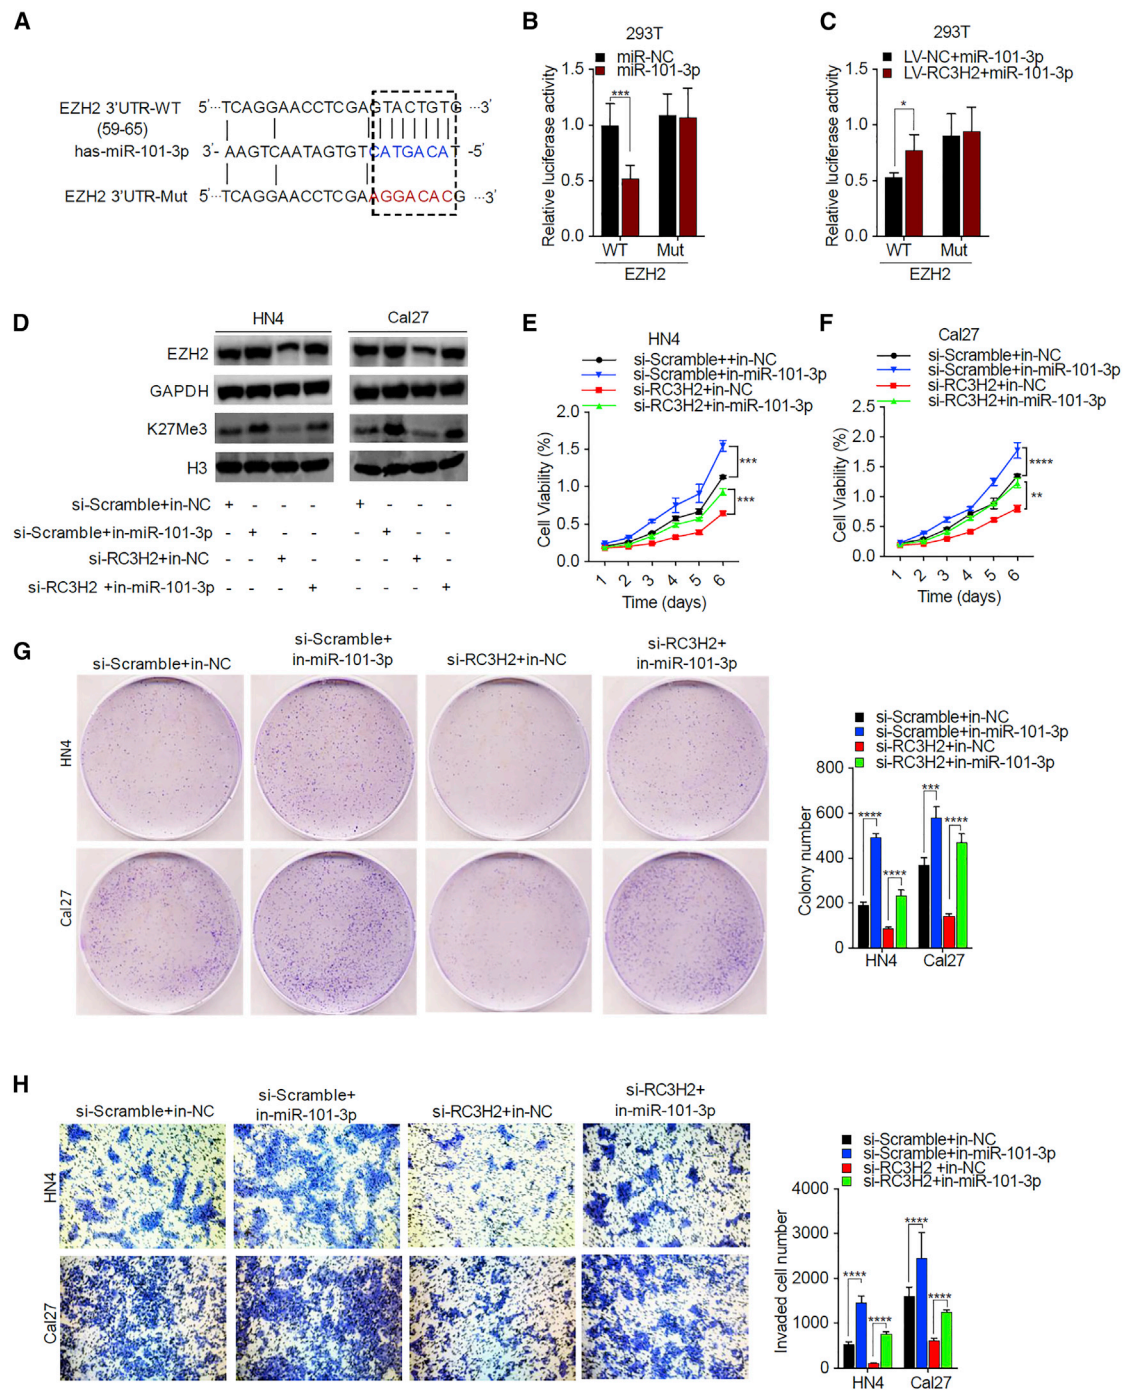 A
EZH2 3'UTR-WT 5'···TCAGGAACCTCGAGTACTGTG ···3'
(59-65)
has-miR-101-3p 3'- AAGTCAATAGTGTCATGACAT -5'
EZH2 3'UTR-Mut 5'···TCAGGAACCTCGAAAGGACACG ···3'
B
293T
miR-NC
miR-101-3p
Relative luciferase activity
1.5
1.0
0.5
0.0
***
WT Mut
EZH2
C
293T
LV-NC+miR-101-3p
LV-RC3H2+miR-101-3p
Relative luciferase activity
1.5
1.0
0.5
0.0
*
WT Mut
EZH2
D
HN4 Cal27
EZH2
GAPDH
K27Me3
H3
si-Scramble+in-NC + - - - + - - -
si-Scramble+in-miR-101-3p - + - - - + - -
si-RC3H2+in-NC - - + - - - + -
si-RC3H2 +in-miR-101-3p - - - + - - - +
E
HN4
si-Scramble++in-NC
si-Scramble+in-miR-101-3p
si-RC3H2+in-NC
si-RC3H2+in-miR-101-3p
Cell Viability (%)
2.0
1.5
1.0
0.5
0.0
***
***
1 2 3 4 5 6
Time (days)
F
Cal27
si-Scramble+in-NC
si-Scramble+in-miR-101-3p
si-RC3H2+in-NC
si-RC3H2+in-miR-101-3p
Cell Viability (%)
2.5
2.0
1.5
1.0
0.5
0.0
****
**
1 2 3 4 5 6
Time (days)
G
si-Scramble+in-NC
si-Scramble+
in-miR-101-3p
si-RC3H2+in-NC
si-RC3H2+
in-miR-101-3p
HN4
Cal27
si-Scramble+in-NC
si-Scramble+in-miR-101-3p
si-RC3H2+in-NC
si-RC3H2+in-miR-101-3p
Colony number
800
600
400
200
0
****
****
***
****
HN4 Cal27
H
si-Scramble+in-NC
si-Scramble+
in-miR-101-3p
si-RC3H2+in-NC
si-RC3H2+
in-miR-101-3p
HN4
Cal27
si-Scramble+in-NC
si-Scramble+in-miR-101-3p
si-RC3H2 +in-NC
si-RC3H2+in-miR-101-3p
Invaded cell number
4000
3000
2000
1000
0
****
****
****
****
HN4 Cal27